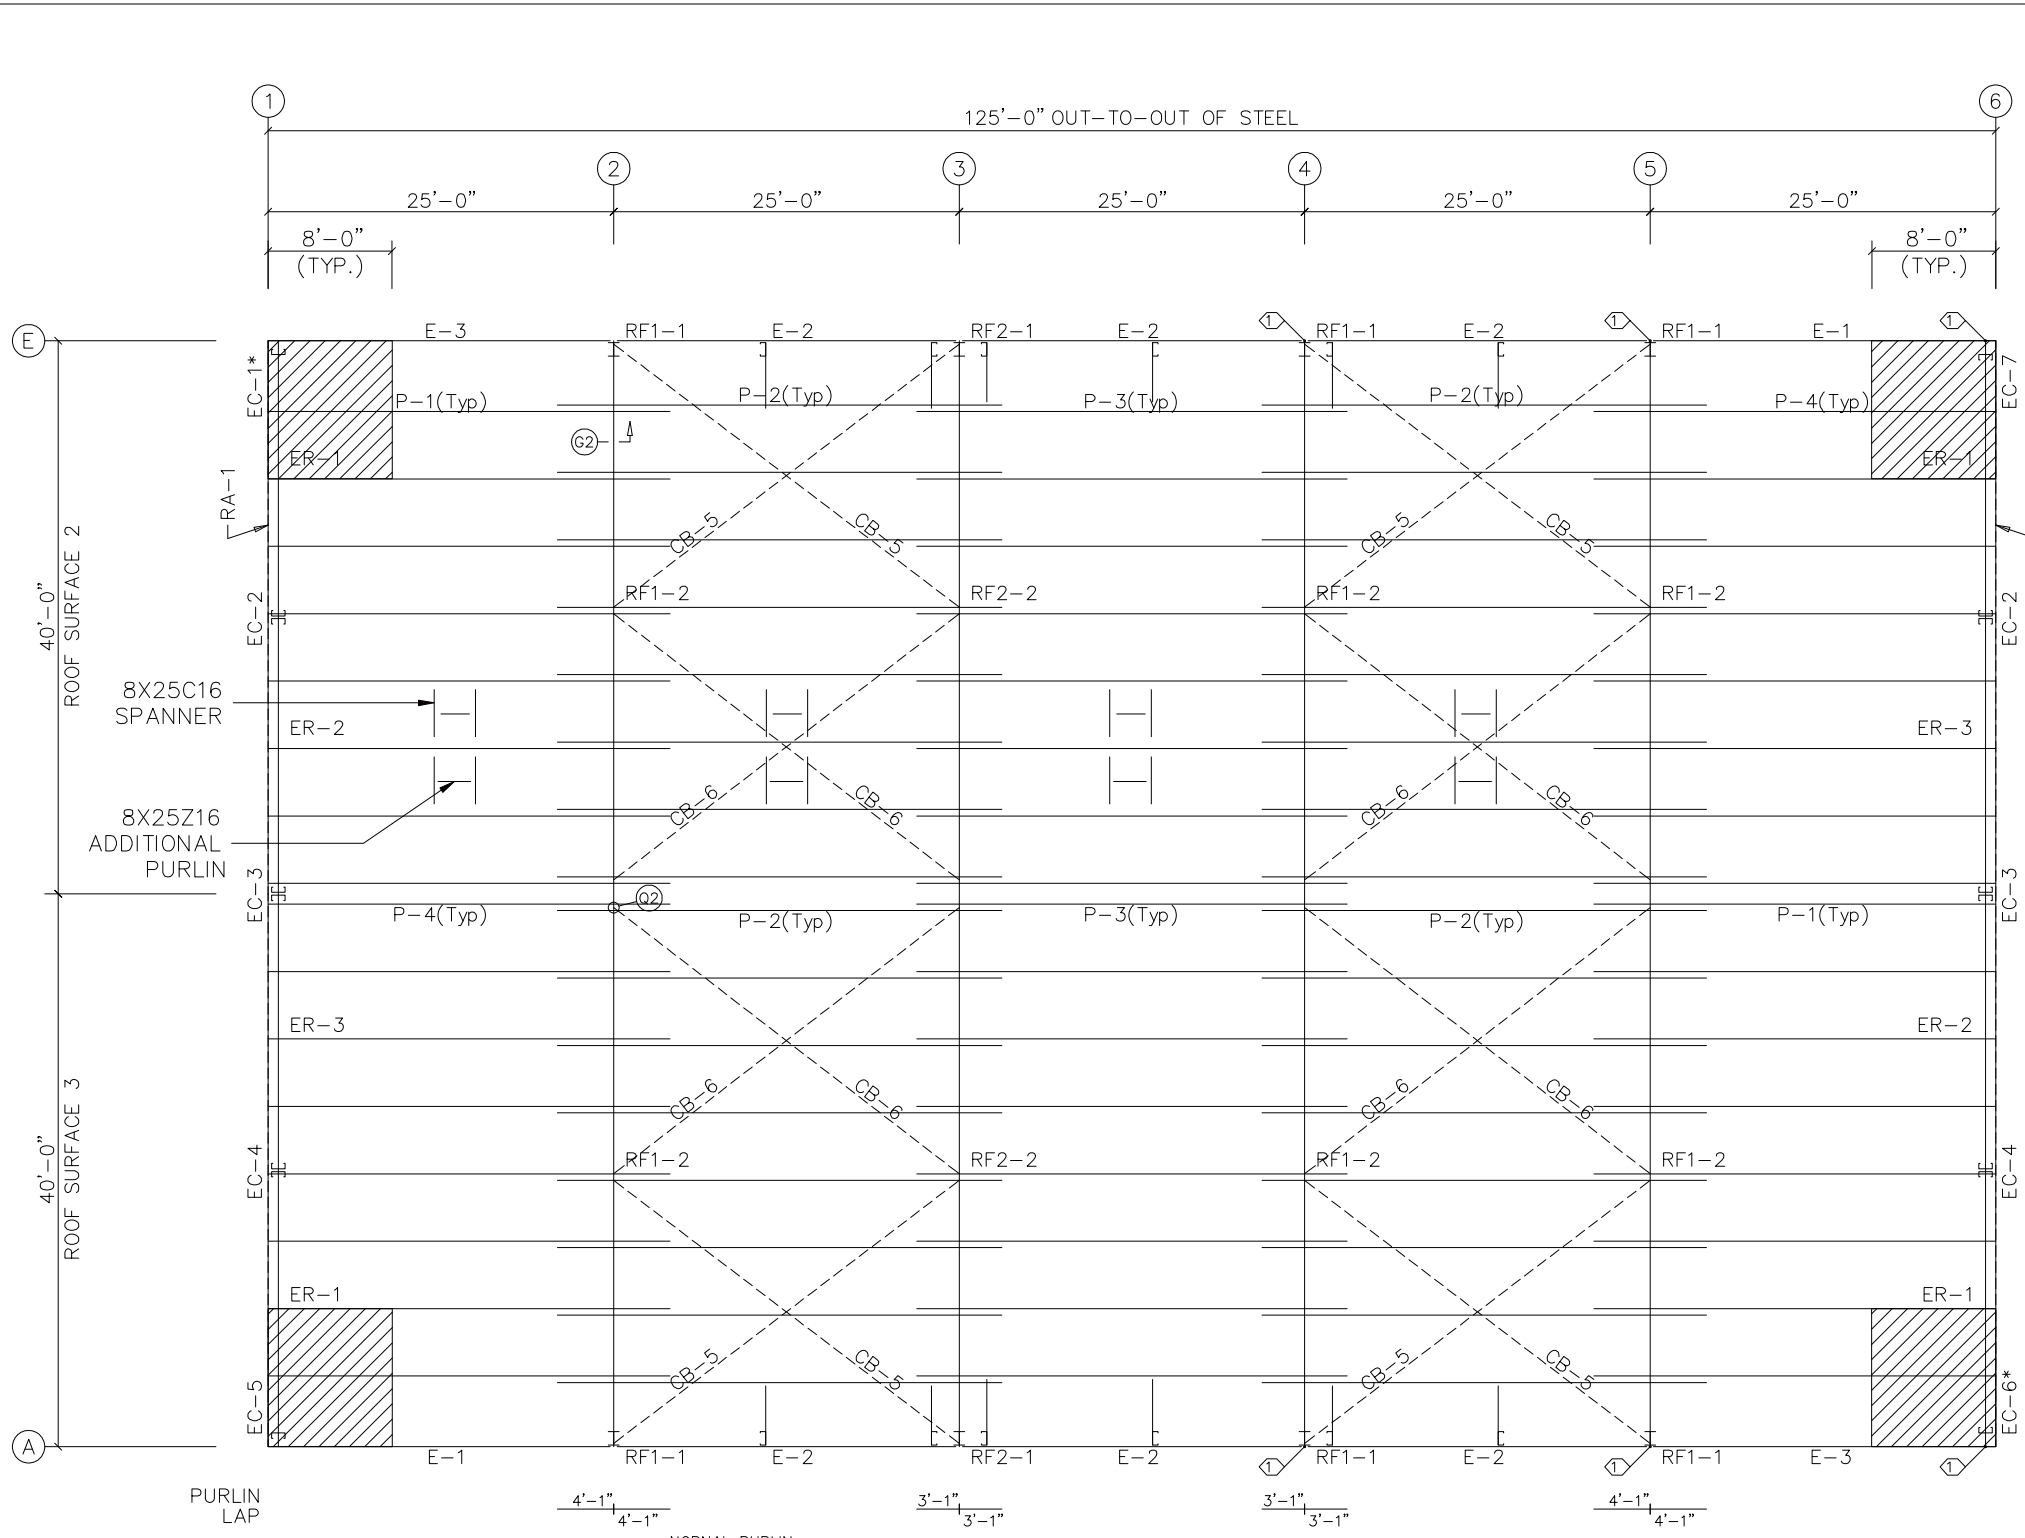 1
6
125'-0" OUT-TO-OUT OF STEEL
2
3
4
5
25'-0"
25'-0"
25'-0"
25'-0"
25'-0"
8'-0"
(TYP.)
8'-0"
(TYP.)
E
E-3
RF1-1
E-2
RF2-1
E-2
1
RF1-1
E-2
1
RF1-1
E-1
1
EC-1*
EC-7
P-1(Typ)
P-2(Typ)
P-3(Typ)
P-2(Typ)
P-4(Typ)
G2
ER-1
ER-1
RA-1
CB-5
CB-5
CB-5
CB-5
40'-0"
ROOF SURFACE 2
EC-2
RF1-2
RF2-2
RF1-2
RF1-2
EC-2
8X25C16
SPANNER
ER-2
ER-3
8X25Z16
ADDITIONAL
PURLIN
CB-6
CB-6
CB-6
CB-6
EC-3
Q2
EC-3
P-4(Typ)
P-2(Typ)
P-3(Typ)
P-2(Typ)
P-1(Typ)
ER-3
ER-2
CB-6
CB-6
CB-6
CB-6
40'-0"
ROOF SURFACE 3
EC-4
RF1-2
RF2-2
RF1-2
RF1-2
EC-4
ER-1
ER-1
CB-5
CB-5
CB-5
CB-5
EC-5
EC-6*
A
E-1
RF1-1
E-2
RF2-1
E-2
1
RF1-1
E-2
1
RF1-1
E-3
1
PURLIN
LAP
4'-1"
4'-1"
3'-1"
3'-1"
3'-1"
3'-1"
4'-1"
4'-1"